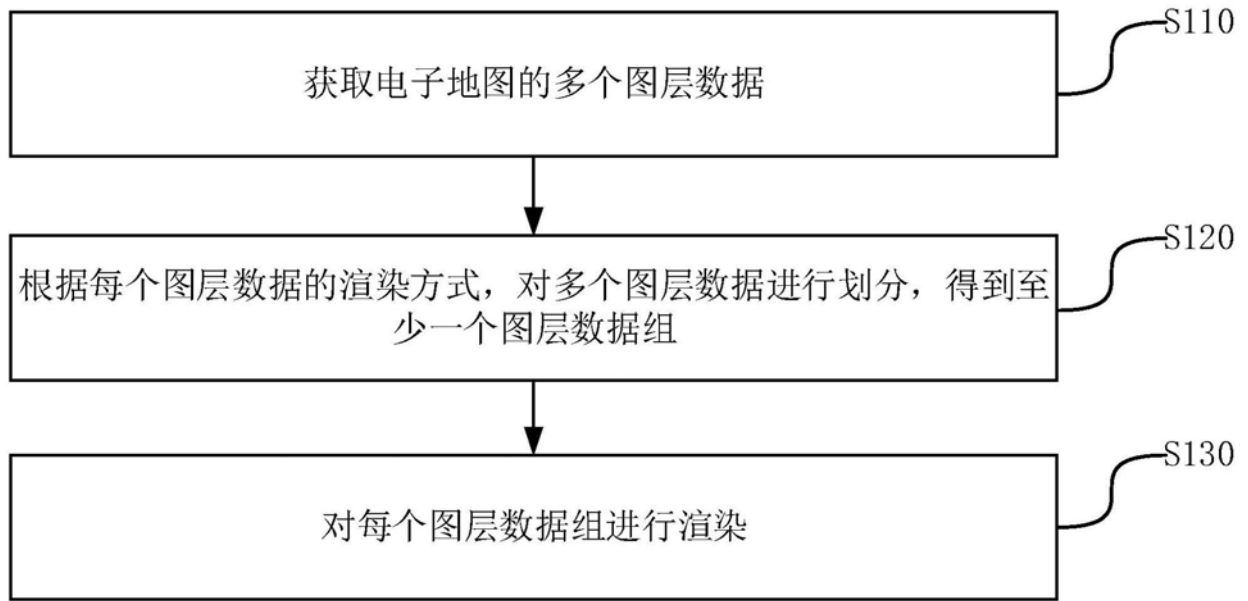 S110
获取电子地图的多个图层数据
S120
根据每个图层数据的渲染方式，对多个图层数据进行划分，得到至
少一个图层数据组
S130
对每个图层数据组进行渲染